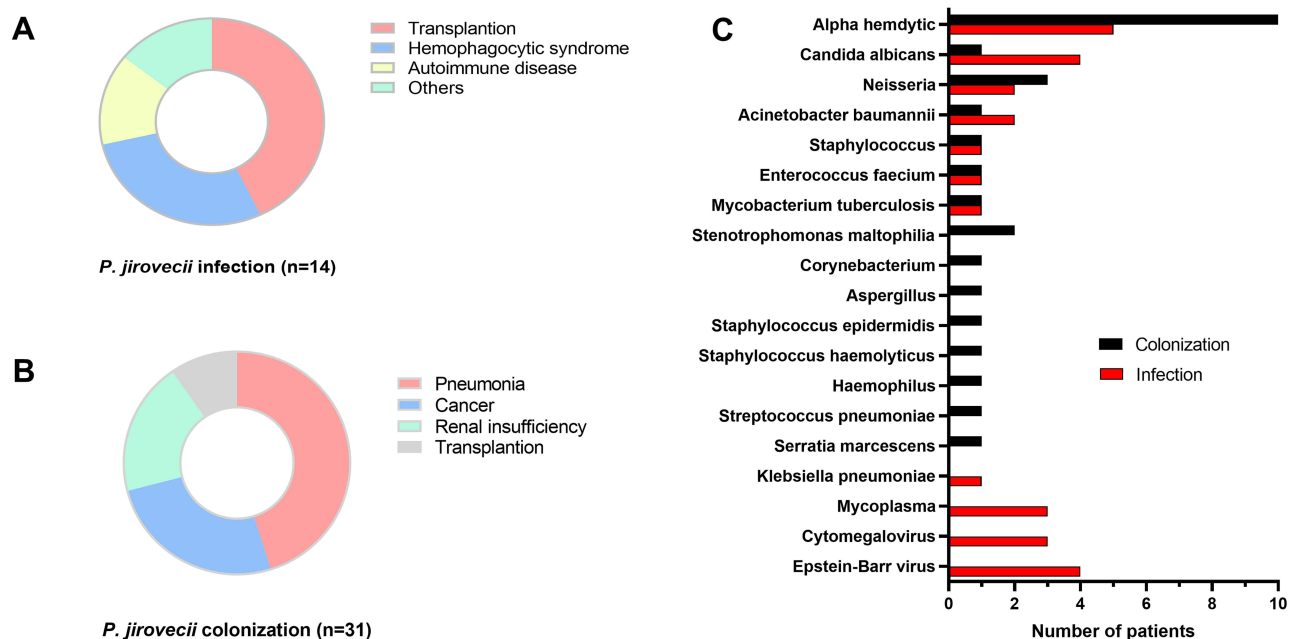 A
Transplantion
Hemophagocytic syndrome
Autoimmune disease
Others
P. jirovecii infection (n=14)
B
Pneumonia
Cancer
Renal insufficiency
Transplantion
P. jirovecii colonization (n=31)
C
Alpha hemdytic
Candida albicans
Neisseria
Acinetobacter baumannii
Staphylococcus
Enterococcus faecium
Mycobacterium tuberculosis
Stenotrophomonas maltophilia
Corynebacterium
Aspergillus
Staphylococcus epidermidis
Staphylococcus haemolyticus
Haemophilus
Streptococcus pneumoniae
Serratia marcescens
Klebsiella pneumoniae
Mycoplasma
Cytomegalovirus
Epstein-Barr virus
Colonization
Infection
0 2 4 6 8 10
Number of patients